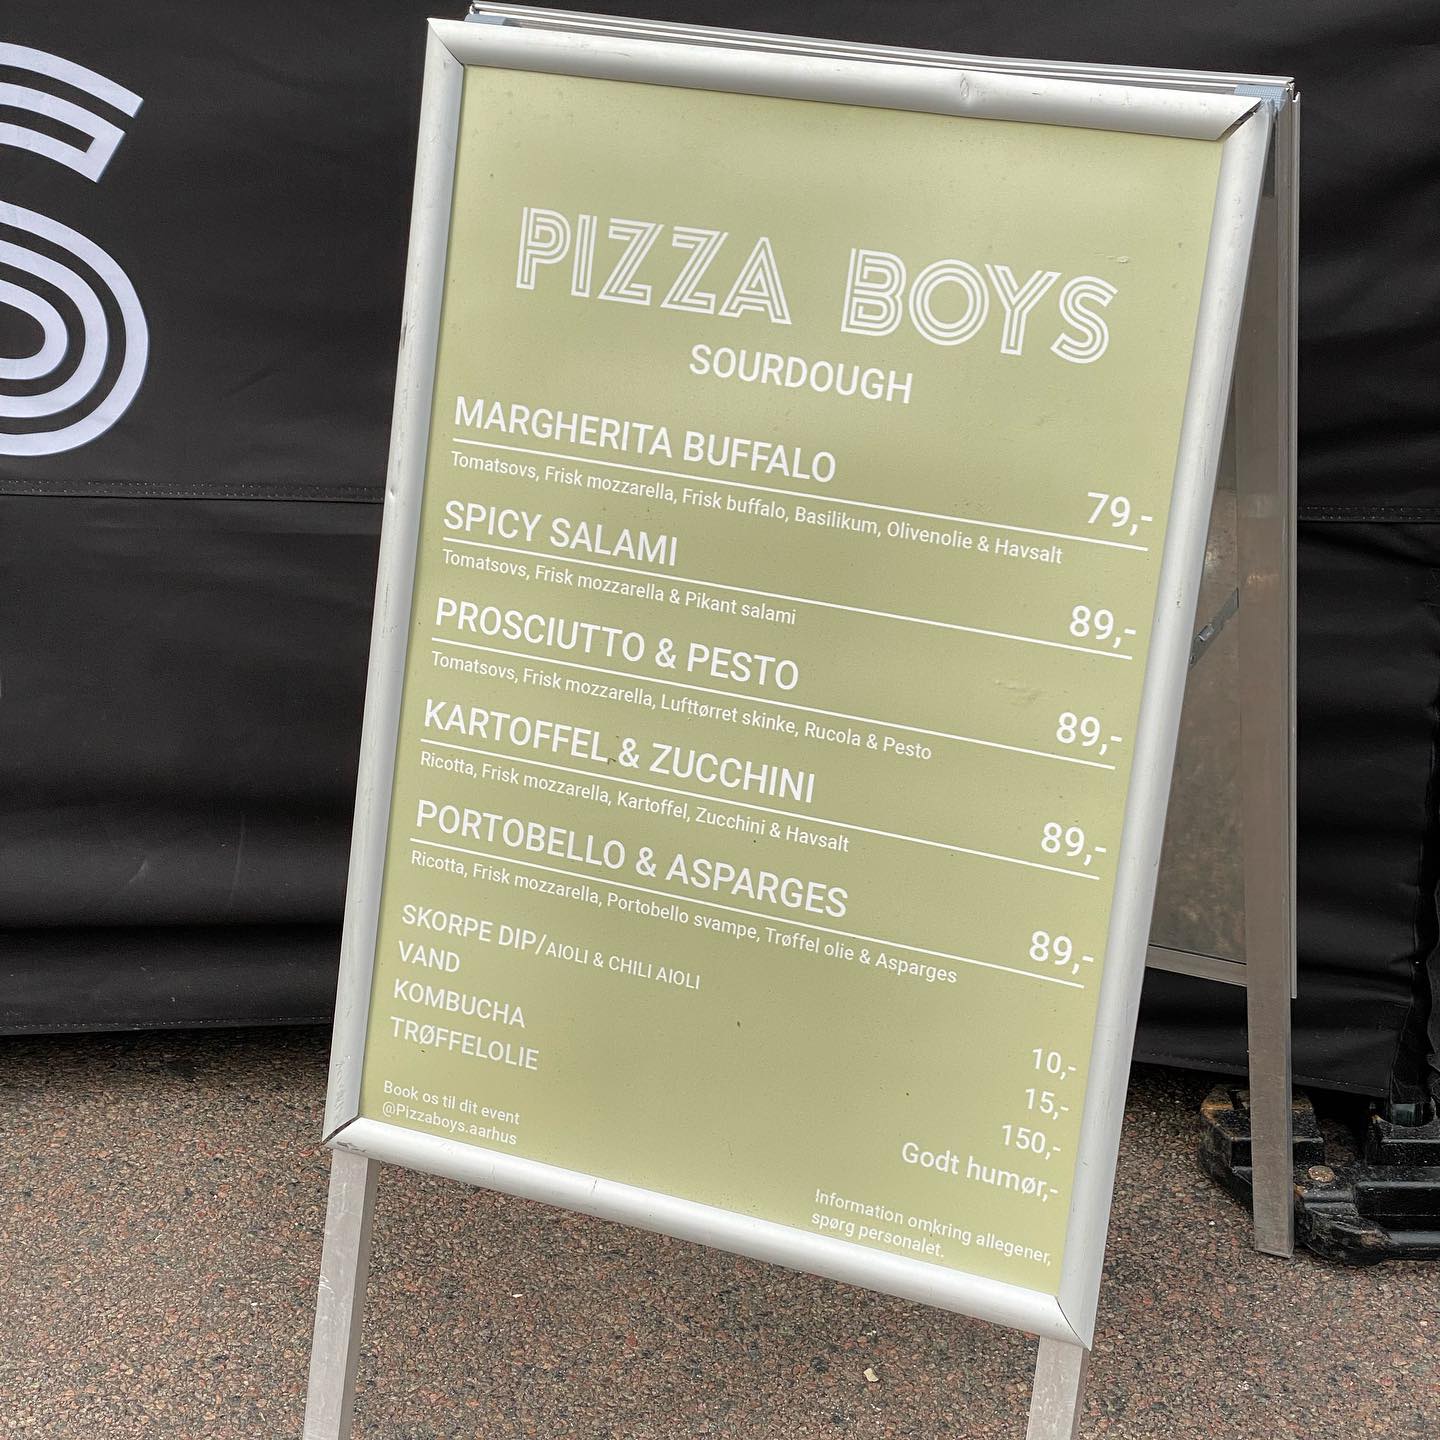 S
PIZZA BOYS
SOURDOUGH
MARGHERITA BUFFALO 79,-
Tomatsovs, Frisk mozzarella, Frisk buffalo, Basilikum, Olivenolie & Havsalt
SPICY SALAMI 89,-
Tomatsovs, Frisk mozzarella & Pikant salami
PROSCIUTTO & PESTO 89,-
Tomatsovs, Frisk mozzarella, Lufttørret skinke, Rucola & Pesto
KARTOFFEL & ZUCCHINI 89,-
Ricotta, Frisk mozzarella, Kartoffel, Zucchini & Havsalt
PORTOBELLO & ASPARGES 89,-
Ricotta, Frisk mozzarella, Portobello svampe, Trøffel olie & Asparges
SKORPE DIP/AIOLI & CHILI AIOLI 10,-
VAND 15,-
KOMBUCHA 150,-
TRØFFELOLIE Godt humør,-
Book os til dit event
@Pizzaboys.aarhus
Information omkring allegener,
spørg personalet.